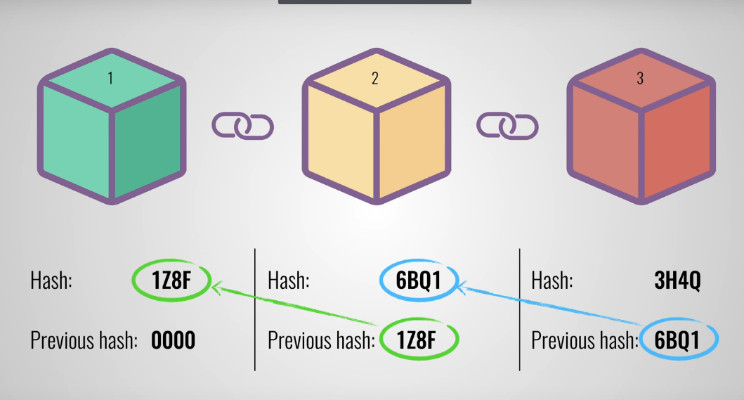 1
2
3
Hash: 1Z8F
Previous hash: 0000
Hash: 6BQ1
Previous hash: 1Z8F
Hash: 3H4Q
Previous hash: 6BQ1